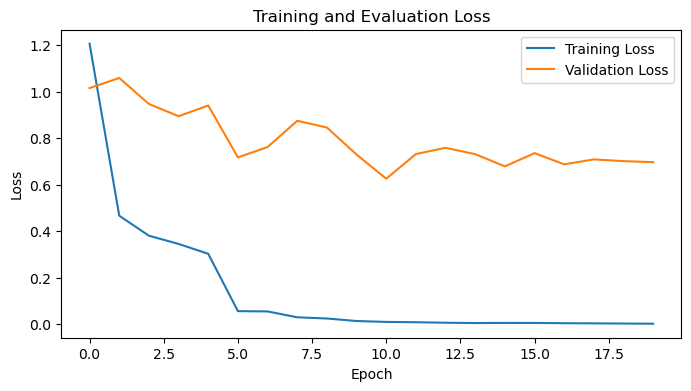 Training and Evaluation Loss
Training Loss
Validation Loss
1.2
1.0
0.8
0.6
0.4
0.2
0.0
Loss
0.0 2.5 5.0 7.5 10.0 12.5 15.0 17.5
Epoch